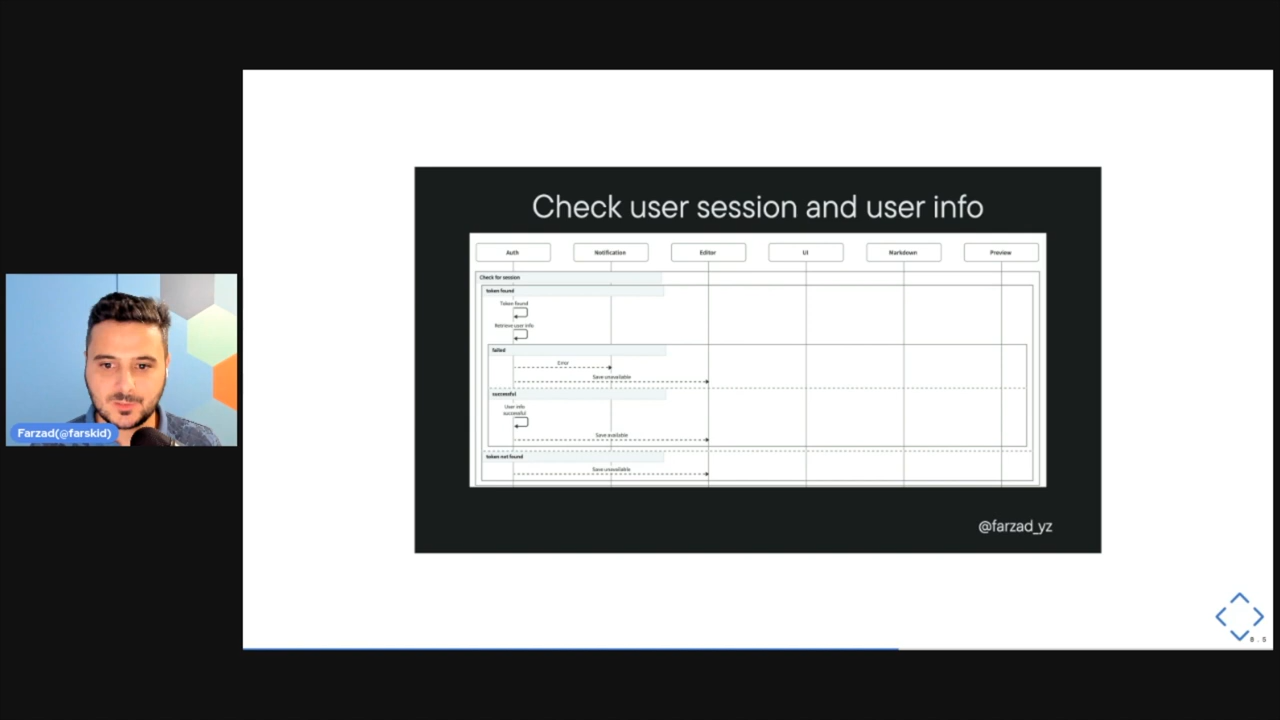 Check user session and user info
Auth
Notification
Editor
UI
Markdown
Preview
Check for session
token found
Token found
Retrieve user info
failed
Error
Save unavailable
successful
User info
successful
Save available
token not found
Save unavailable
@farzad_yz
Farzad(@farskid)
8.5